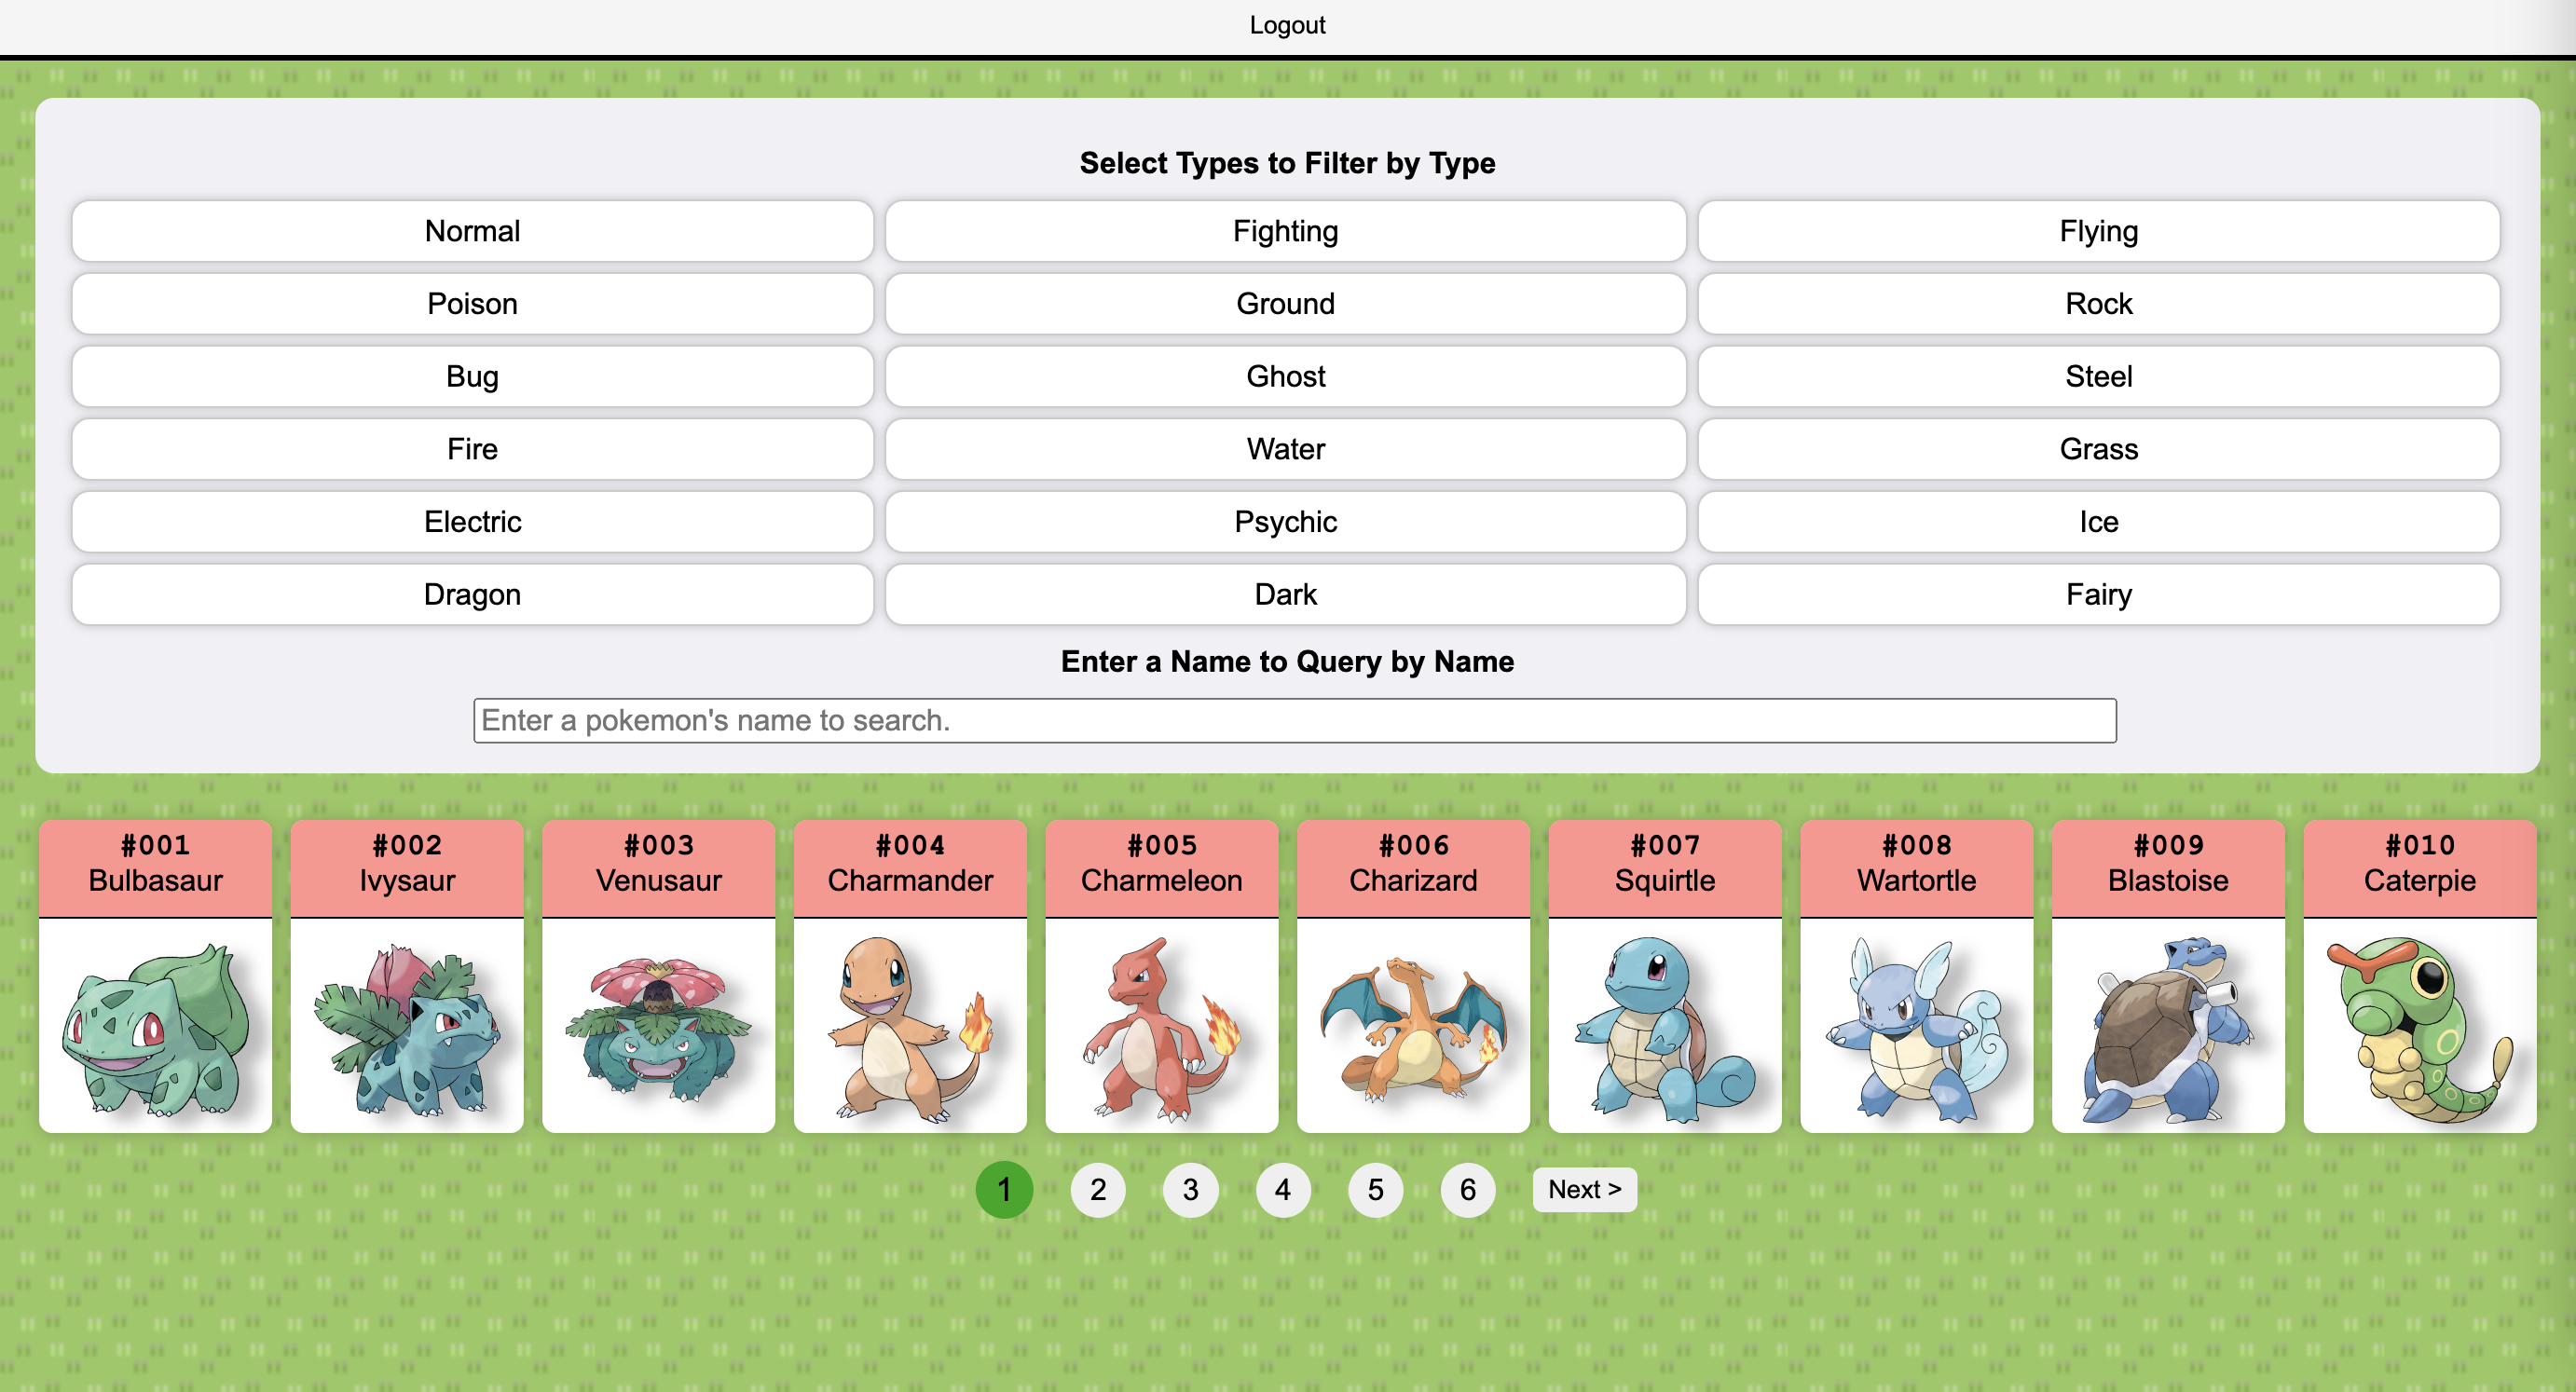 Logout
Select Types to Filter by Type
Normal Fighting Flying
Poison Ground Rock
Bug Ghost Steel
Fire Water Grass
Electric Psychic Ice
Dragon Dark Fairy
Enter a Name to Query by Name
Enter a pokemon's name to search.
#001 #002 #003 #004 #005 #006 #007 #008 #009 #010
Bulbasaur Ivysaur Venusaur Charmander Charmeleon Charizard Squirtle Wartortle Blastoise Caterpie
1 2 3 4 5 6 Next >